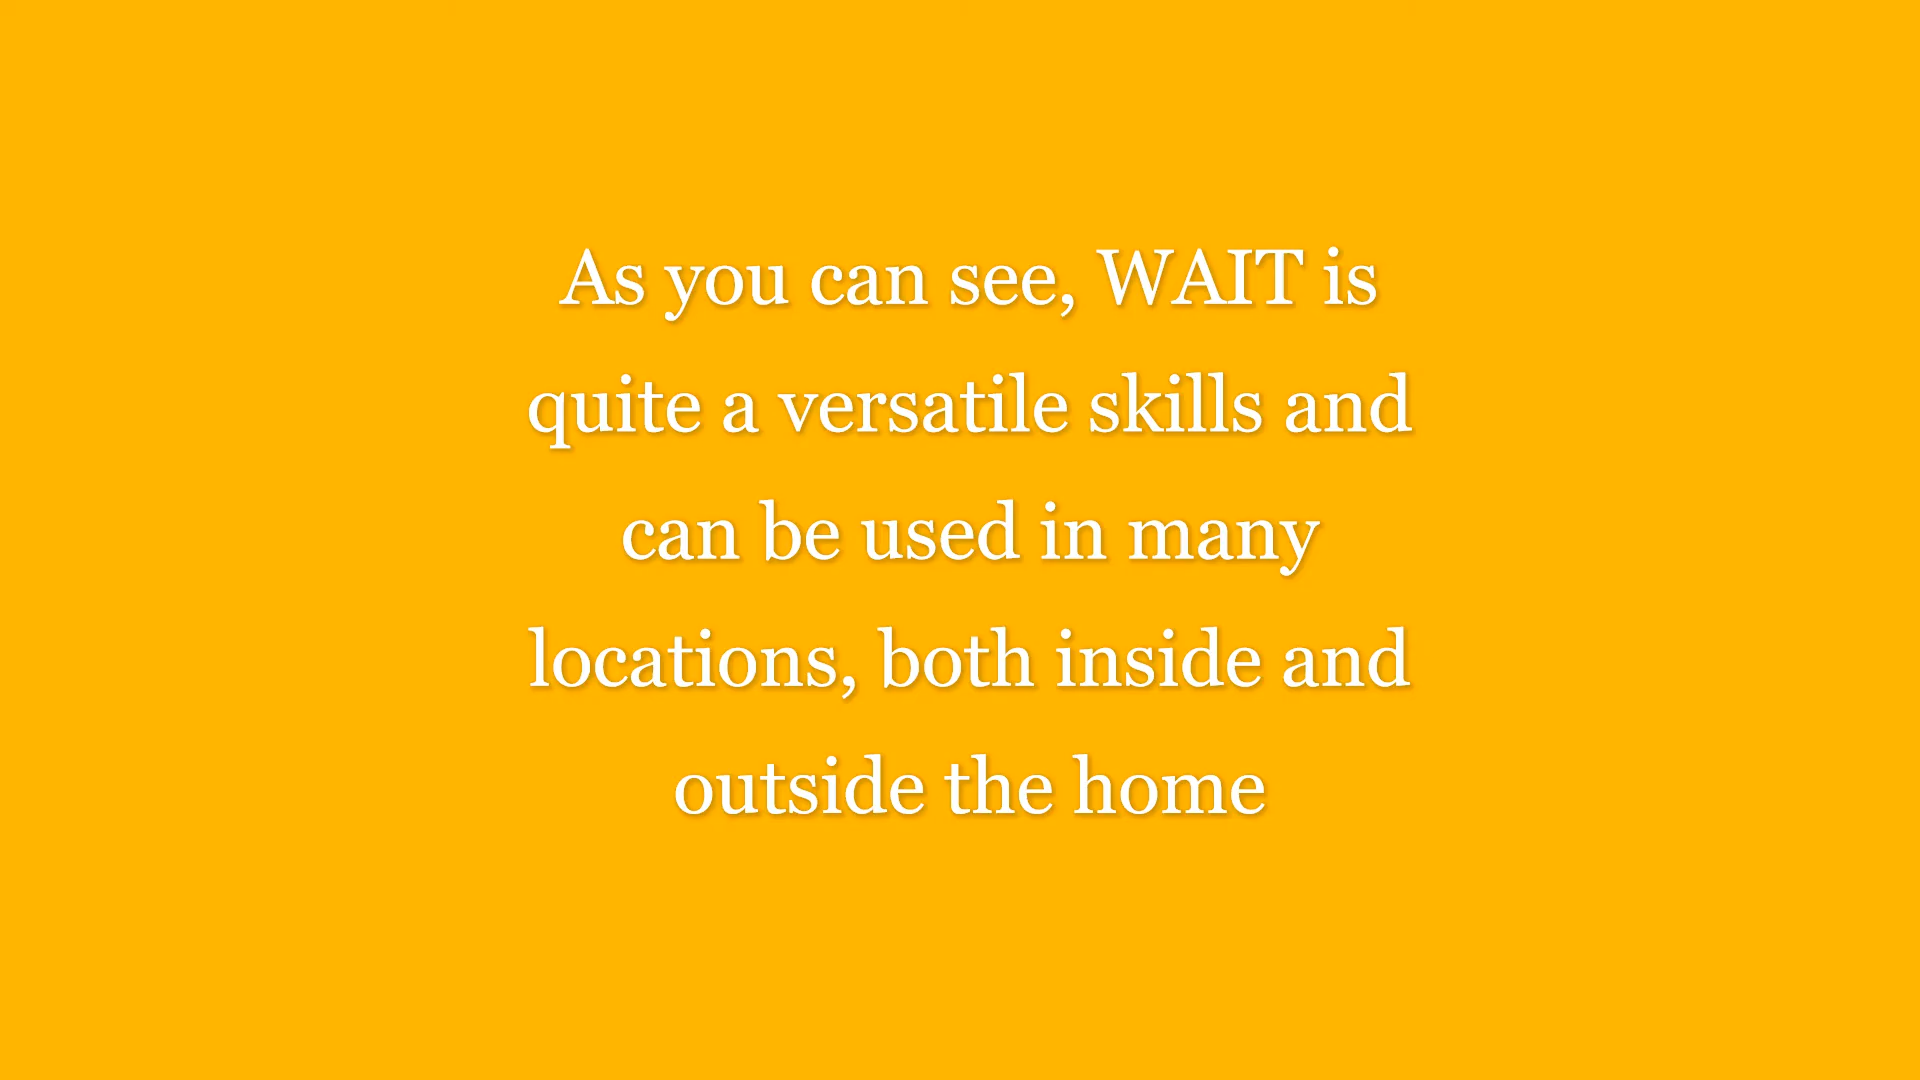 As you can see, WAIT is
quite a versatile skills and
can be used in many
locations, both inside and
outside the home